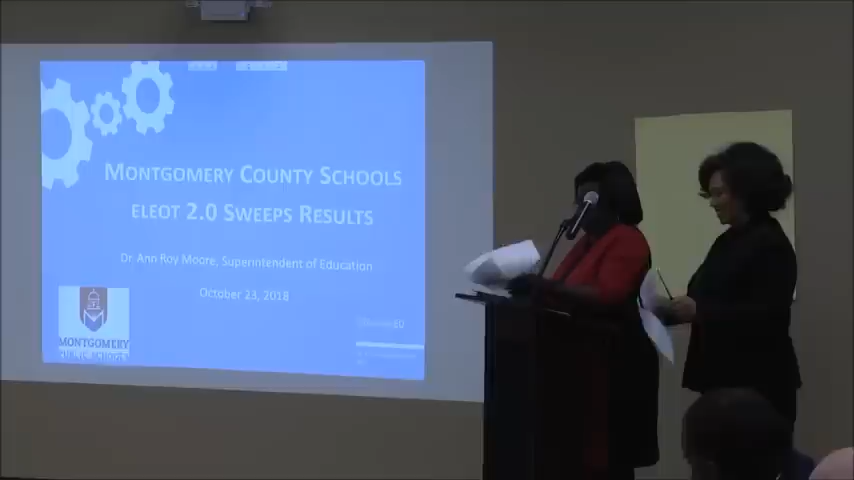 MONTGOMERY COUNTY SCHOOLS
ELEOT 2.0 SWEEPS RESULTS
Dr. Ann Roy Moore, Superintendent of Education
October 23, 2018
MONTGOMERY
PUBLIC SCHOOLS